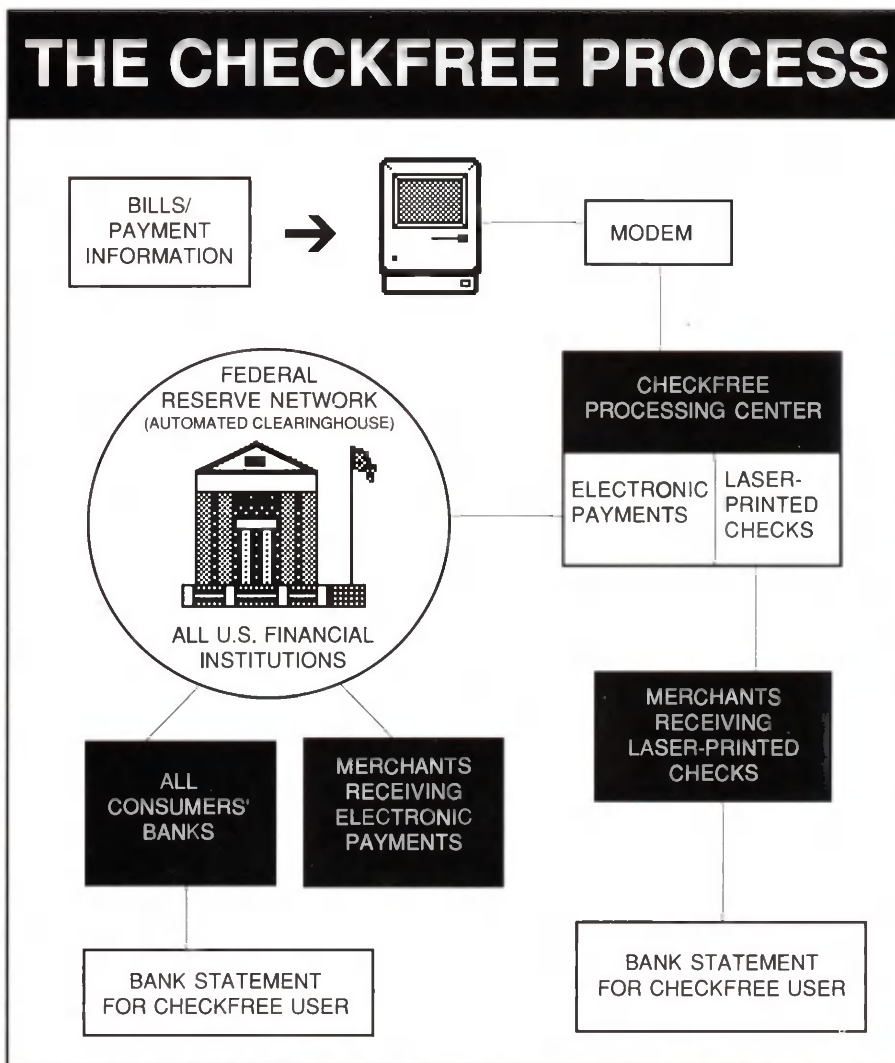 THE CHECKFREE PROCESS
BILLS/
PAYMENT
INFORMATION
MODEM
FEDERAL
RESERVE NETWORK
(AUTOMATED CLEARINGHOUSE)
ALL U.S. FINANCIAL
INSTITUTIONS
CHECKFREE
PROCESSING CENTER
ELECTRONIC
PAYMENTS
LASER-
PRINTED
CHECKS
ALL
CONSUMERS'
BANKS
MERCHANTS
RECEIVING
ELECTRONIC
PAYMENTS
MERCHANTS
RECEIVING
LASER-PRINTED
CHECKS
BANK STATEMENT
FOR CHECKFREE USER
BANK STATEMENT
FOR CHECKFREE USER